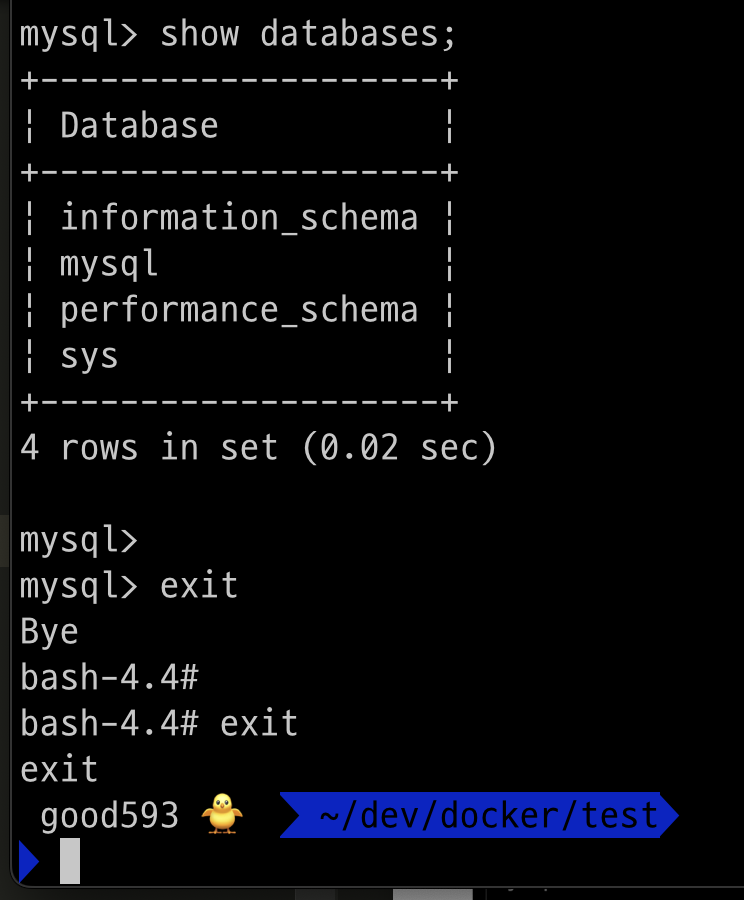 mysql> show databases;
+--------------------+
| Database           |
+--------------------+
| information_schema |
| mysql              |
| performance_schema |
| sys                |
+--------------------+
4 rows in set (0.02 sec)
mysql>
mysql> exit
Bye
bash-4.4#
bash-4.4# exit
exit
good593 🐥 ~/dev/docker/test